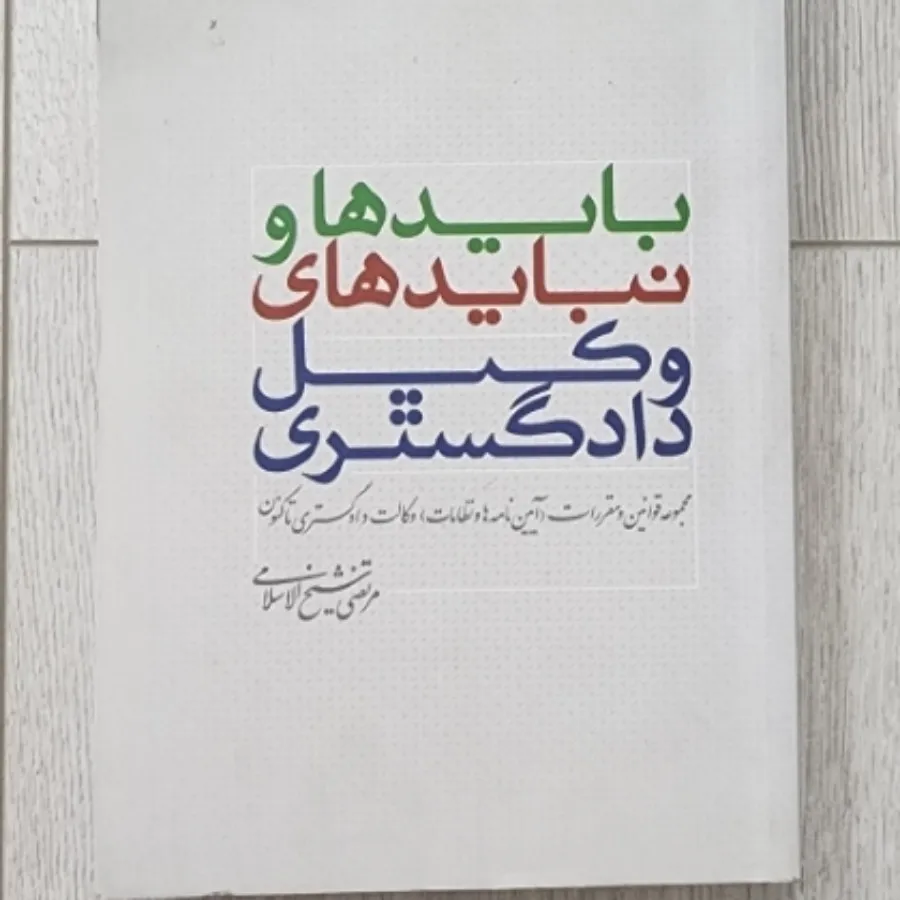 بایدها و
نبایدهای
وکیل
دادگستری
مجموعه قوانین و مقررات (آیین نامه ها و نظامات) وکالت دادگستری تاکنون
مرتضی شیخ الاسلامی